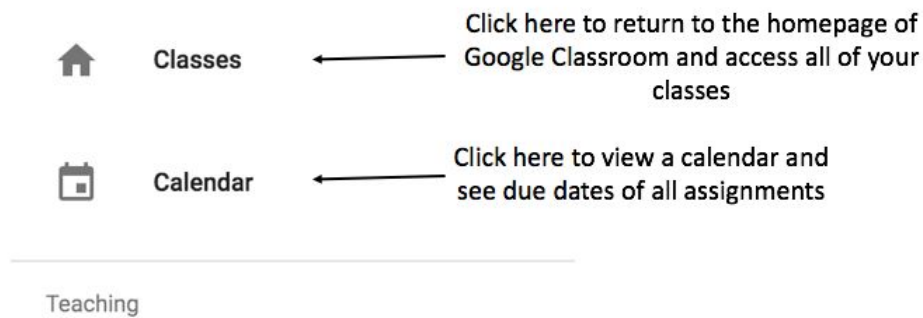 Classes
Click here to return to the homepage of
Google Classroom and access all of your
classes
Calendar
Click here to view a calendar and
see due dates of all assignments
Teaching